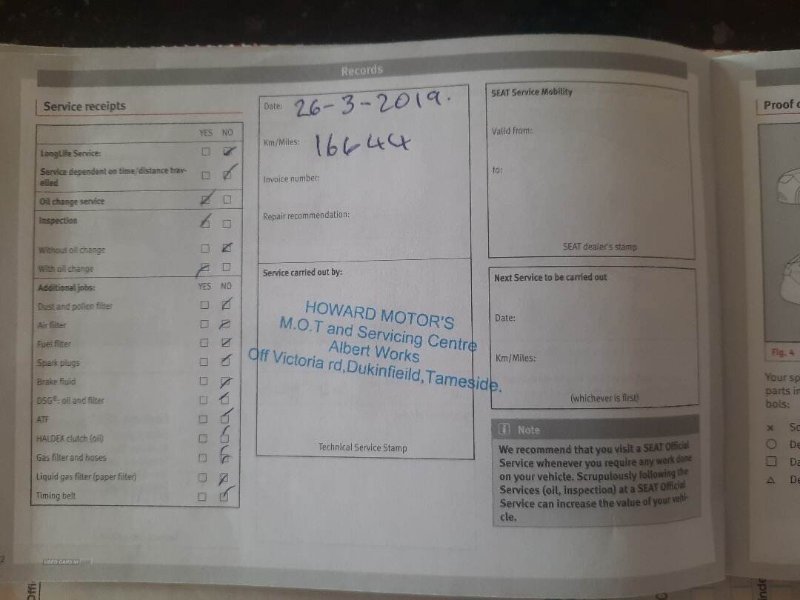 Records
Service receipts
YES NO
LongLife Service:
Service dependent on time/distance trav-
elled
Oil change service
Inspection
Without oil change
With oil change
Additional jobs: YES NO
Dust and pollen filter
Air filter
Fuel filter
Spark plugs
Brake fluid
DSG®: oil and filter
ATF
HALDEX clutch (oil)
Gas filter and hoses
Liquid gas filter (paper filter)
Timing belt
Date: 26-3-2019.
Km/Miles: 16644
Invoice number:
Repair recommendation:
Service carried out by:
HOWARD MOTOR'S
M.O.T and Servicing Centre
Albert Works
Off Victoria rd,Dukinfieild,Tameside.
Technical Service Stamp
SEAT Service Mobility
Valid from:
to:
SEAT dealer's stamp
Next Service to be carried out
Date:
Km/Miles:
(whichever is first)
i Note
We recommend that you visit a SEAT Official
Service whenever you require any work done
on your vehicle. Scrupulously following the
Services (oil, inspection) at a SEAT Official
Service can increase the value of your vehi-
cle.
Proof o
Fig. 4
Your sp
parts in
bols:
Sc
De
Da
De